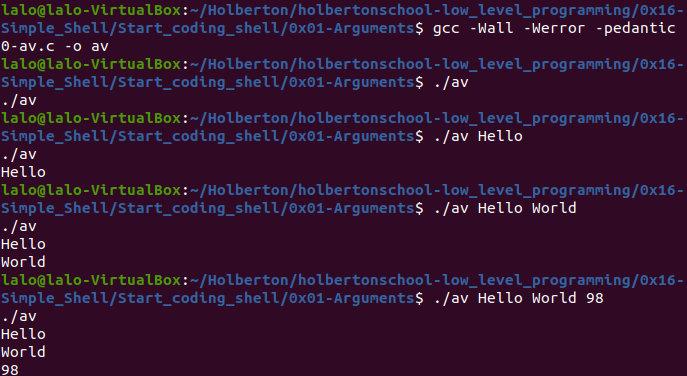 lalo@lalo-VirtualBox:~/Holberton/holbertonschool-low_level_programming/0x16-
Simple_Shell/Start_coding_shell/0x01-Arguments$ gcc -Wall -Werror -pedantic
0-av.c -o av
lalo@lalo-VirtualBox:~/Holberton/holbertonschool-low_level_programming/0x16-
Simple_Shell/Start_coding_shell/0x01-Arguments$ ./av
./av
lalo@lalo-VirtualBox:~/Holberton/holbertonschool-low_level_programming/0x16-
Simple_Shell/Start_coding_shell/0x01-Arguments$ ./av Hello
./av
Hello
lalo@lalo-VirtualBox:~/Holberton/holbertonschool-low_level_programming/0x16-
Simple_Shell/Start_coding_shell/0x01-Arguments$ ./av Hello World
./av
Hello
World
lalo@lalo-VirtualBox:~/Holberton/holbertonschool-low_level_programming/0x16-
Simple_Shell/Start_coding_shell/0x01-Arguments$ ./av Hello World 98
./av
Hello
World
98